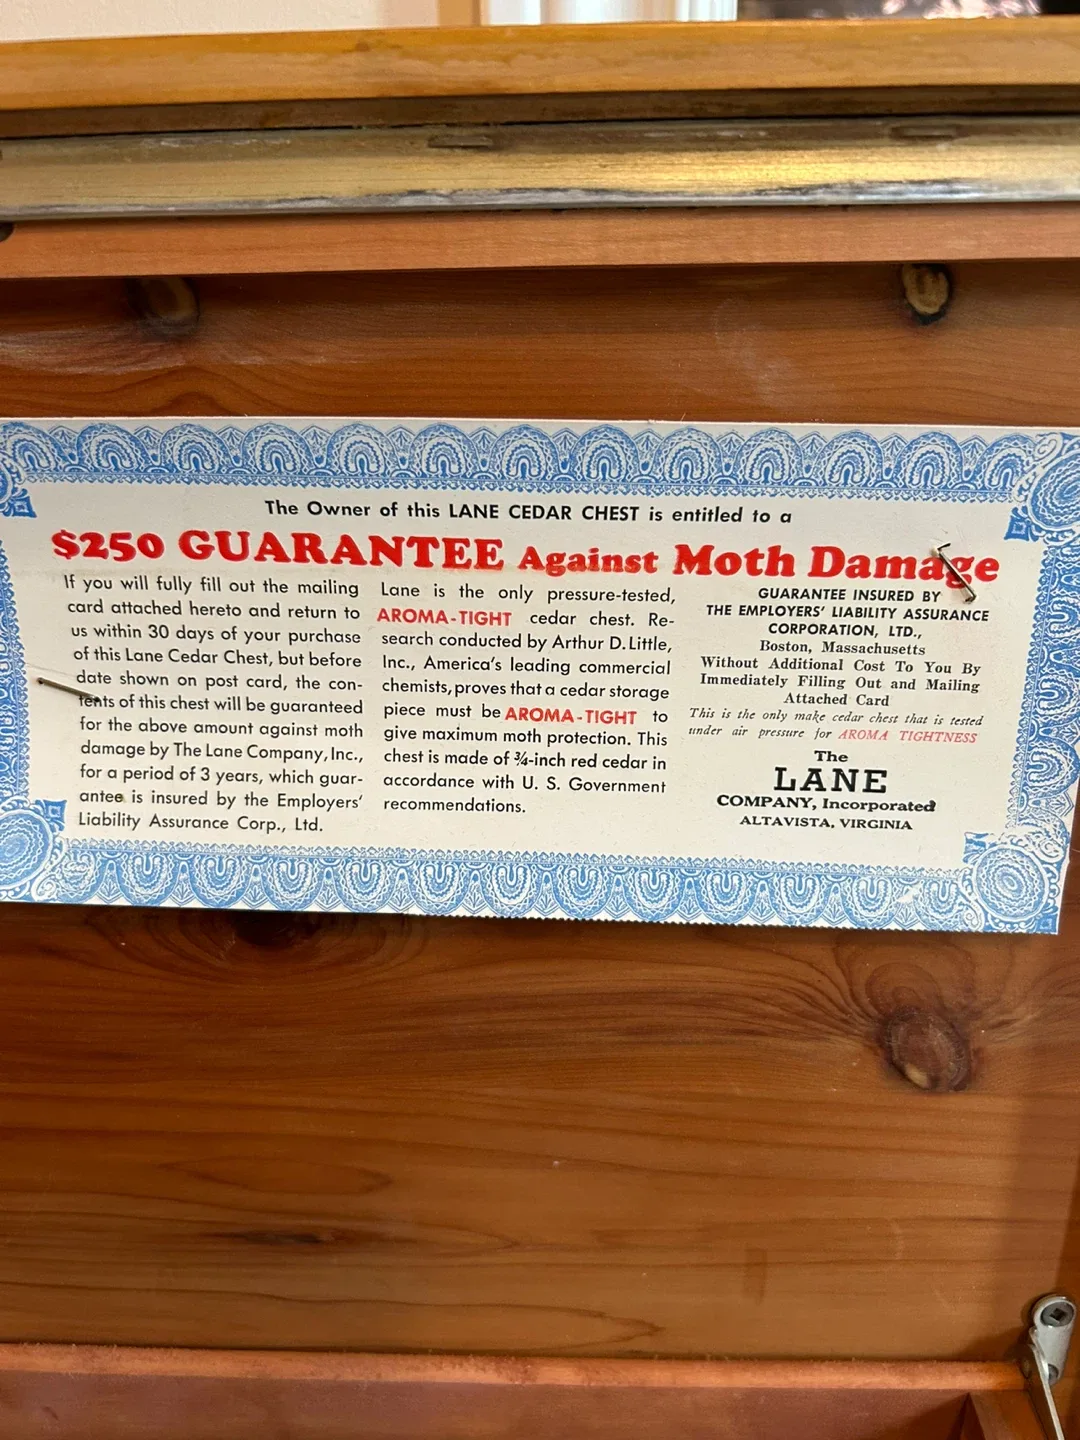 The Owner of this LANE CEDAR CHEST is entitled to a
$250 GUARANTEE Against Moth Damage
If you will fully fill out the mailing
card attached hereto and return to
us within 30 days of your purchase
of this Lane Cedar Chest, but before
date shown on post card, the con-
tents of this chest will be guaranteed
for the above amount against moth
damage by The Lane Company, Inc.,
for a period of 3 years, which guar-
antee is insured by the Employers'
Liability Assurance Corp., Ltd.
Lane is the only pressure-tested,
AROMA-TIGHT cedar chest. Re-
search conducted by Arthur D. Little,
Inc., America's leading commercial
chemists, proves that a cedar storage
piece must be AROMA-TIGHT to
give maximum moth protection. This
chest is made of ¾-inch red cedar in
accordance with U. S. Government
recommendations.
GUARANTEE INSURED BY
THE EMPLOYERS' LIABILITY ASSURANCE
CORPORATION, LTD.,
Boston, Massachusetts
Without Additional Cost To You By
Immediately Filling Out and Mailing
Attached Card
This is the only make cedar chest that is tested
under air pressure for AROMA TIGHTNESS
The
LANE
COMPANY, Incorporated
ALTAVISTA, VIRGINIA